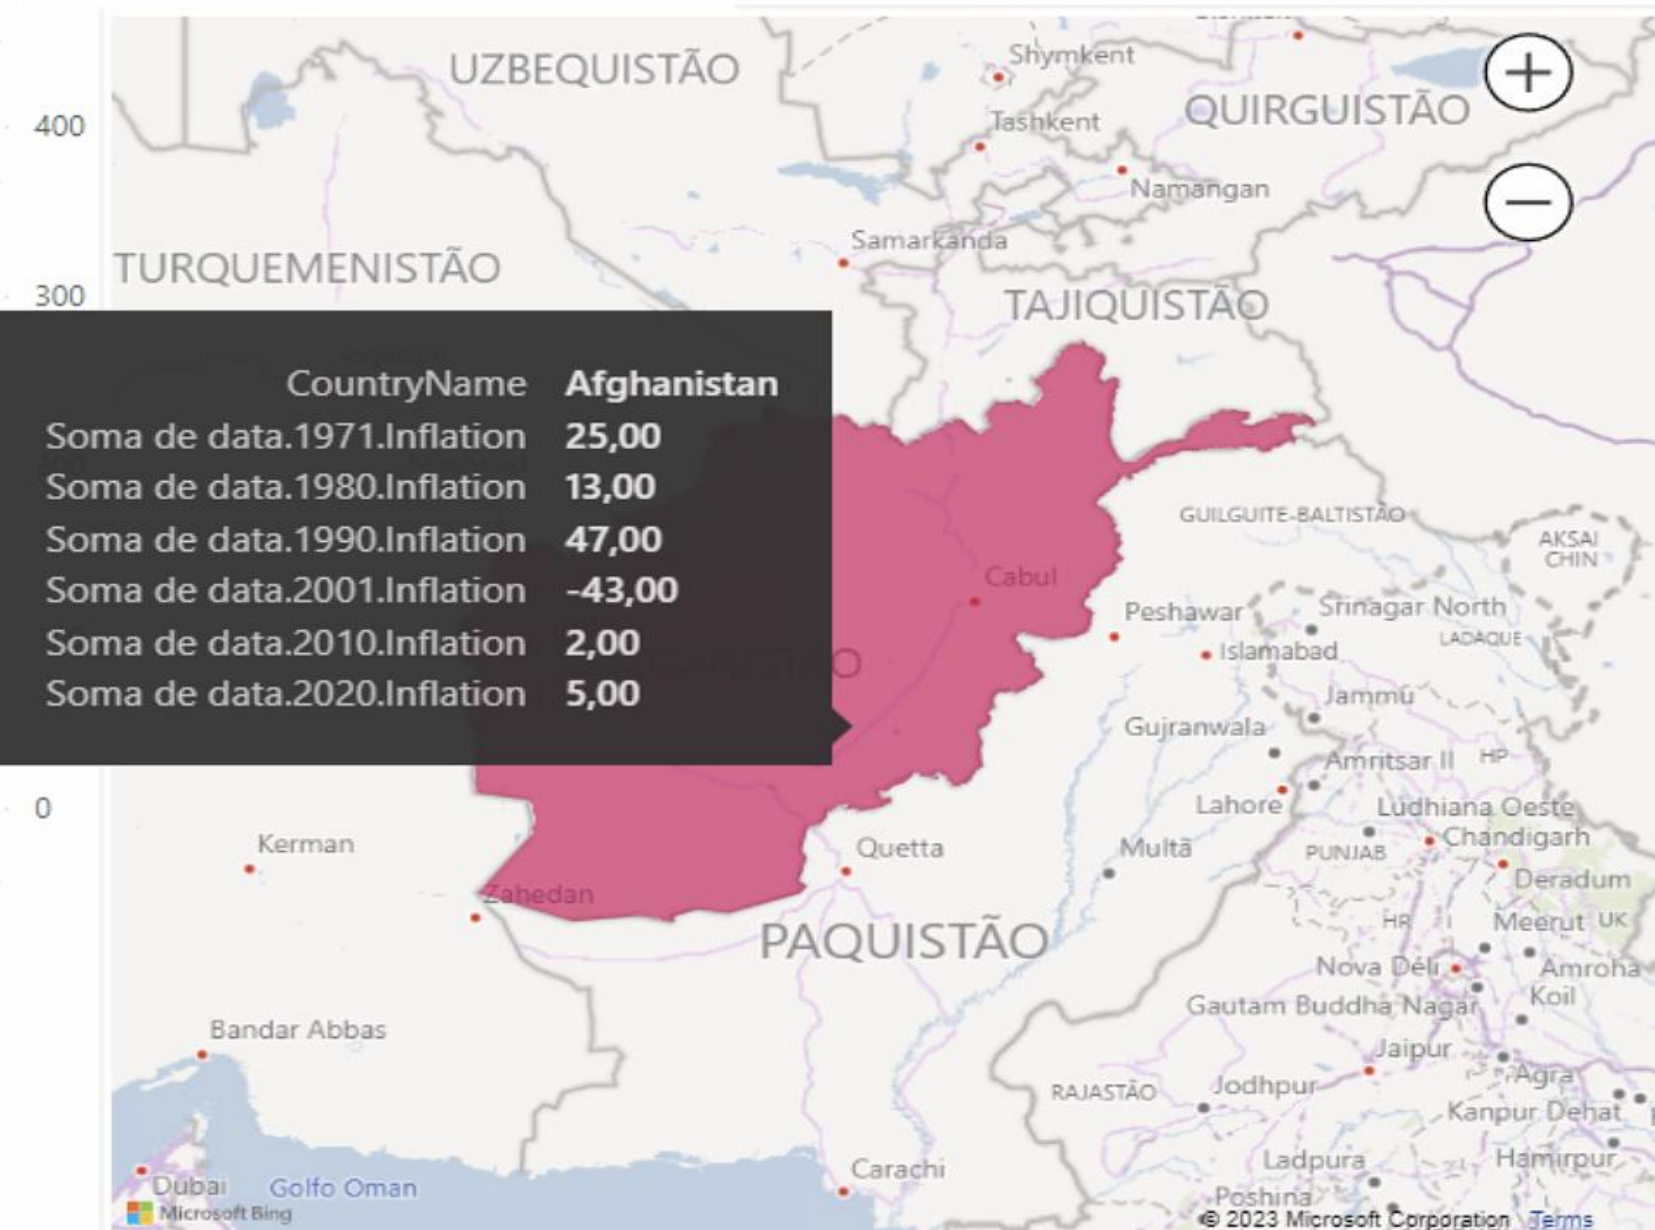 UZBEQUISTÃO
Shymkent
QUIRGUISTÃO
400
Tashkent
Namangan
Samarkanda
TURQUEMENISTÃO
300
TAJIQUISTÃO
CountryName Afghanistan
Soma de data.1971.Inflation 25,00
Soma de data.1980.Inflation 13,00
Soma de data.1990.Inflation 47,00
Soma de data.2001.Inflation -43,00
Soma de data.2010.Inflation 2,00
Soma de data.2020.Inflation 5,00
GUILGUITE-BALTISTÃO
AKSAI
CHIN
Cabul
Peshawar
Srinagar North
LADAQUE
Islamabad
Jammu
Gujranwala
Amritsar II
HP
Lahore
Ludhiana Oeste
0
Chandigarh
Kerman
Quetta
Multã
PUNJAB
Deradum
Zahedan
HR
Meerut
UK
PAQUISTÃO
Nova Déli
Amroha
Koil
Gautam Buddha Nagar
Bandar Abbas
Jaipur
Agra
RAJASTÃO
Jodhpur
Kanpur Dehat
Carachi
Ladpura
Hamirpur
Dubai
Golfo Oman
Poshina
Microsoft Bing
© 2023 Microsoft Corporation Terms